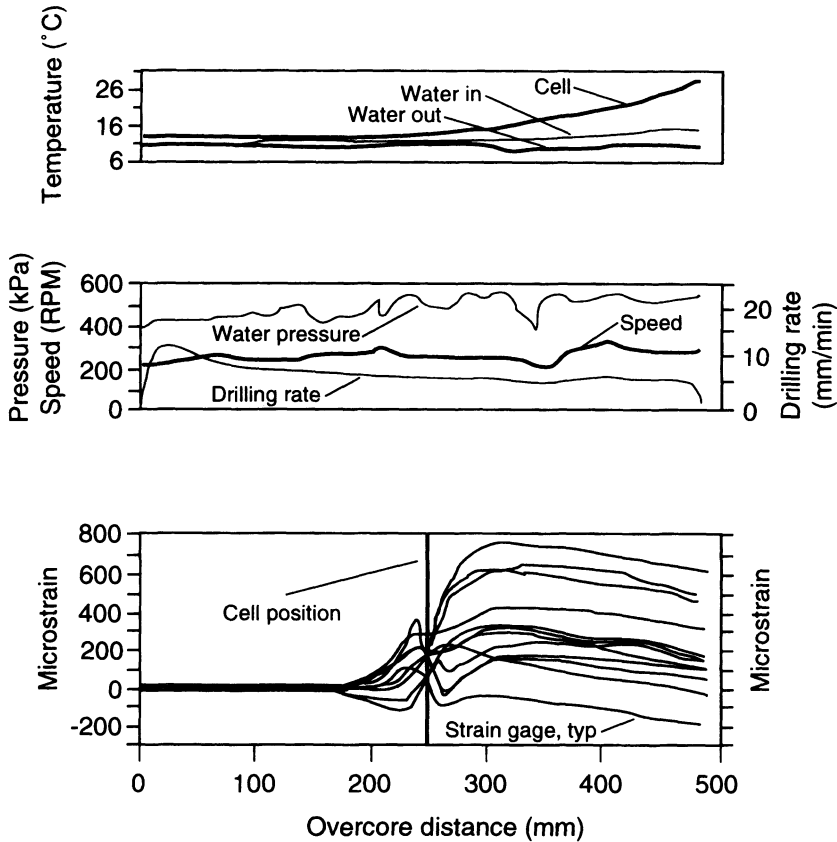 Temperature (˚C)
26
16
6
Cell
Water in
Water out
Pressure (kPa)
Speed (RPM)
600
400
200
0
Water pressure
Speed
Drilling rate
20
10
0
Drilling rate
(mm/min)
Microstrain
800
600
400
200
0
-200
Cell position
Strain gage, typ
Microstrain
0
100
200
300
400
500
Overcore distance (mm)